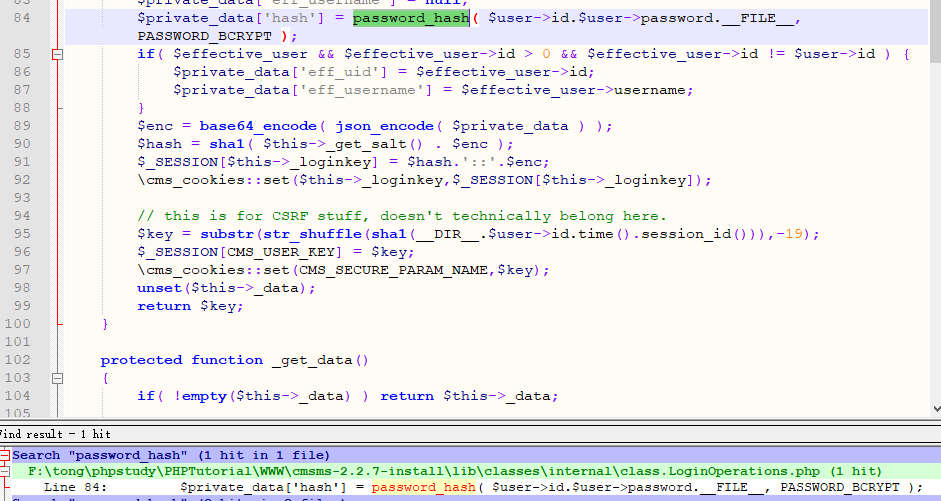 84 $private_data['hash'] = password_hash( $user->id.$user->password.__FILE__,
PASSWORD_BCRYPT );
85 if( $effective_user && $effective_user->id > 0 && $effective_user->id != $user->id ) {
86 $private_data['eff_uid'] = $effective_user->id;
87 $private_data['eff_username'] = $effective_user->username;
88 }
89 $enc = base64_encode( json_encode( $private_data ) );
90 $hash = sha1( $this->_get_salt() . $enc );
91 $_SESSION[$this->_loginkey] = $hash.'::'.$enc;
92 \cms_cookies::set($this->_loginkey,$_SESSION[$this->_loginkey]);
93
94 // this is for CSRF stuff, doesn't technically belong here.
95 $key = substr(str_shuffle(sha1(__DIR__.$user->id.time().session_id())),-19);
96 $_SESSION[CMS_USER_KEY] = $key;
97 \cms_cookies::set(CMS_SECURE_PARAM_NAME,$key);
98 unset($this->_data);
99 return $key;
100 }
101
102 protected function _get_data()
103 {
104 if( !empty($this->_data) ) return $this->_data;
105
Find result - 1 hit
Search "password_hash" (1 hit in 1 file)
F:\tong\phpstudy\PHPTutorial\WWW\cmsms-2.2.7-install\lib\classes\internal\class.LoginOperations.php (1 hit)
Line 84: $private_data['hash'] = password_hash( $user->id.$user->password.__FILE__, PASSWORD_BCRYPT );